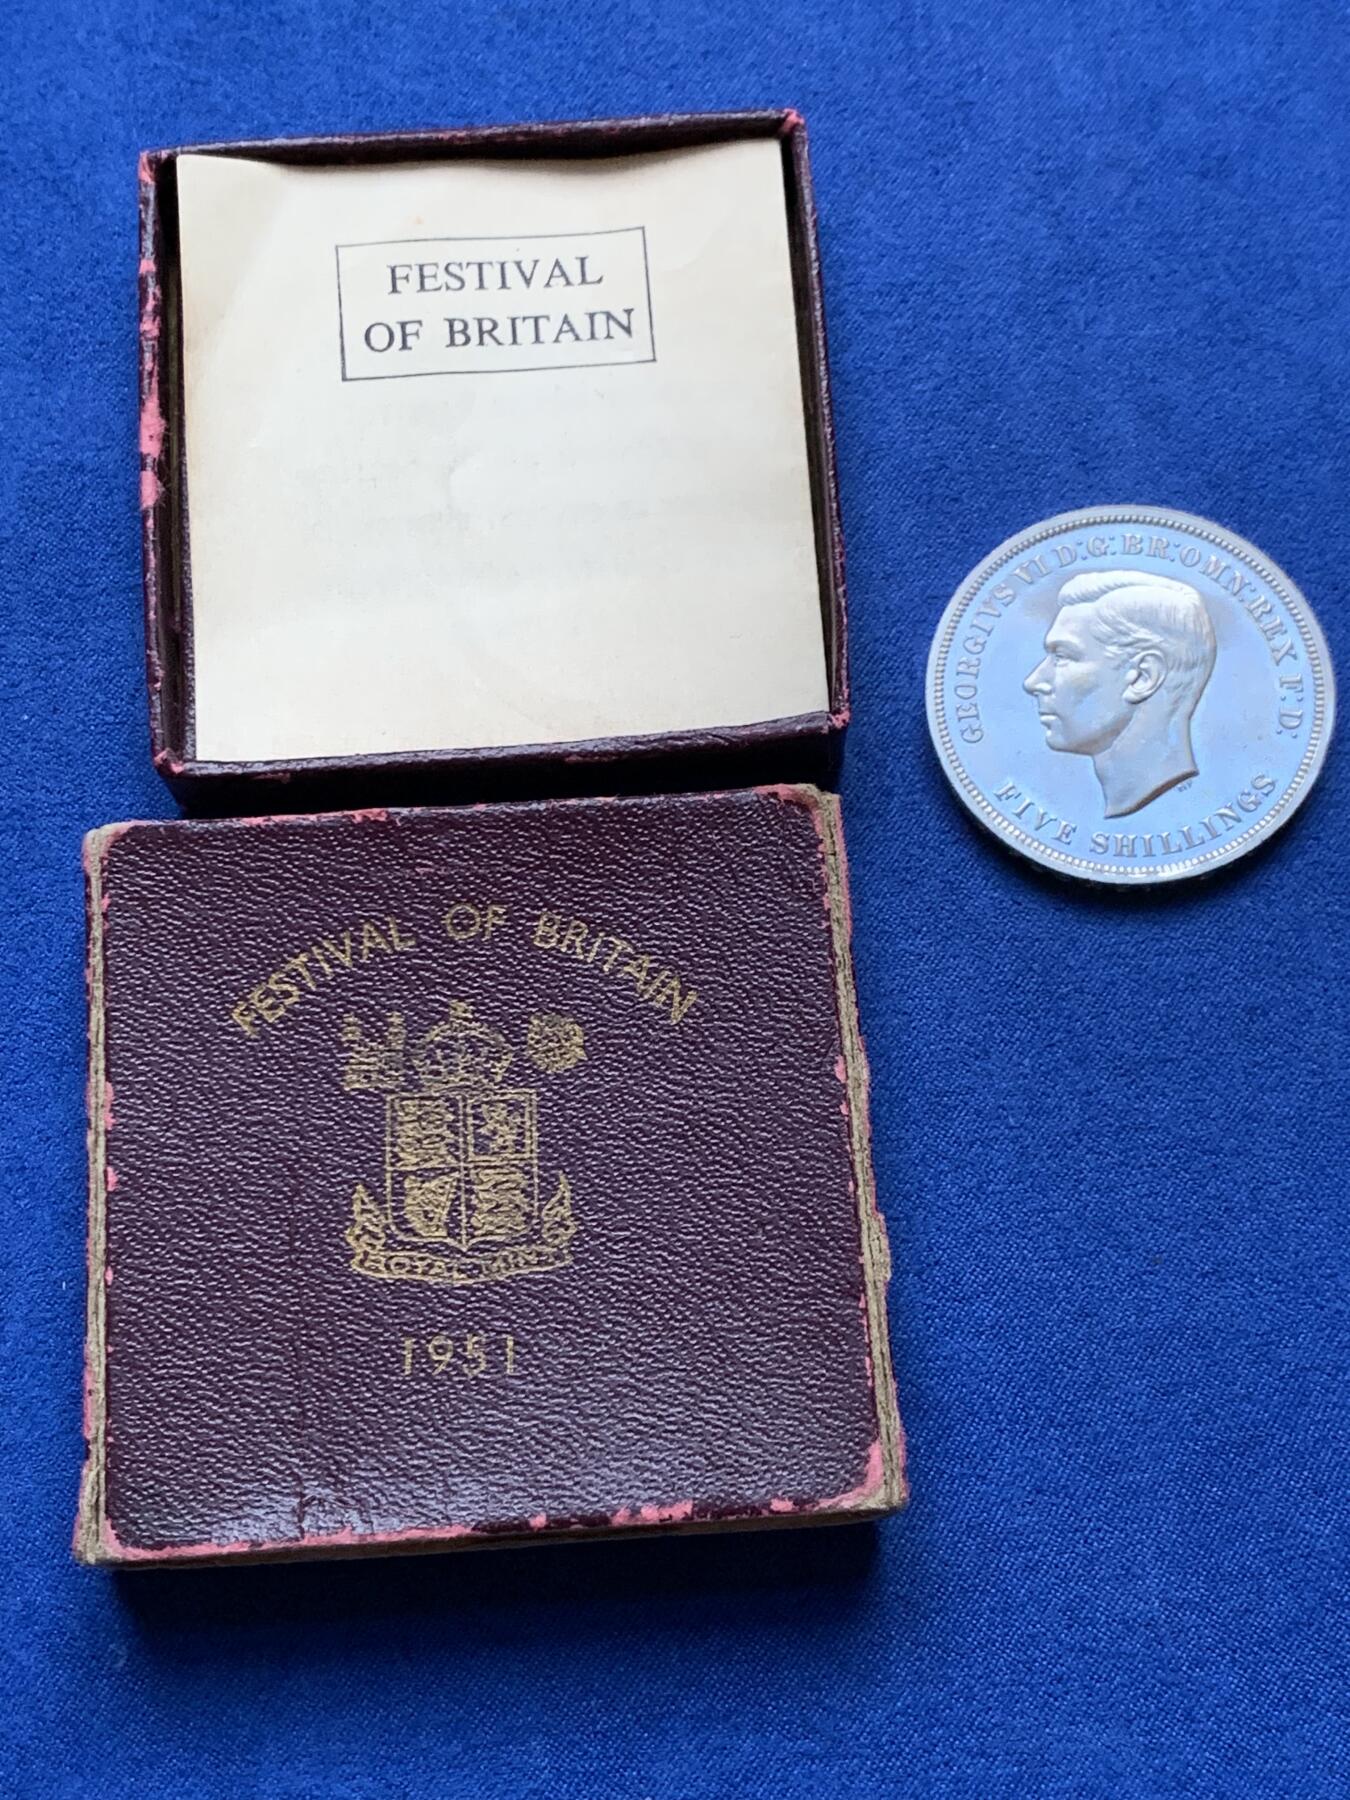 FESTIVAL
OF BRITAIN
GEORGIVS VI D:G:BR:OMN:REX F:D:
FIVE SHILLINGS
FESTIVAL OF BRITAIN
ROYAL MINT
1951